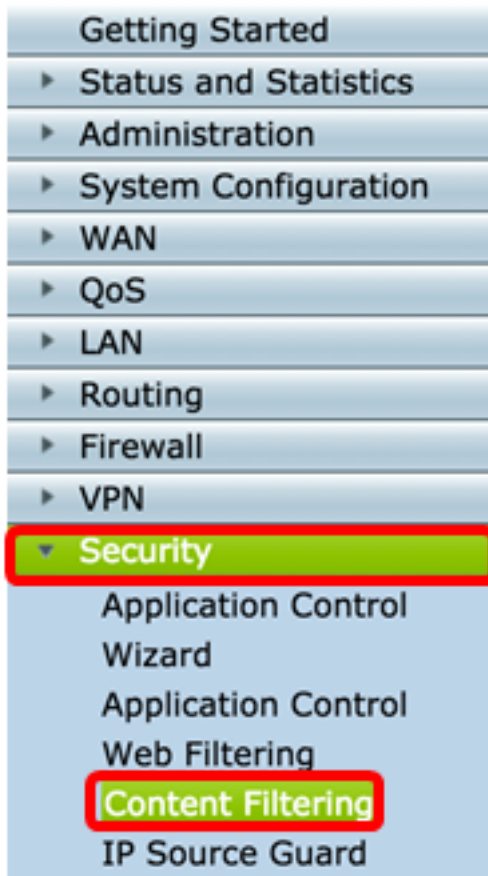 Getting Started
Status and Statistics
Administration
System Configuration
WAN
QoS
LAN
Routing
Firewall
VPN
Security
Application Control
Wizard
Application Control
Web Filtering
Content Filtering
IP Source Guard